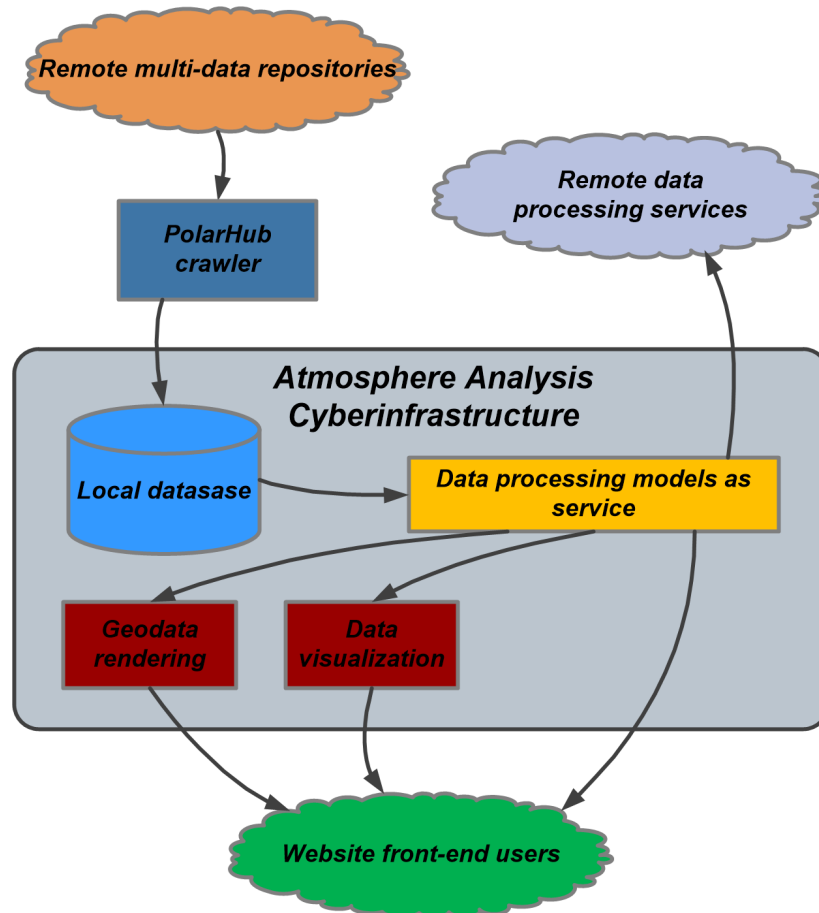 Remote multi-data repositories
Remote data
processing services
PolarHub
crawler
Atmosphere Analysis
Cyberinfrastructure
Local datasase
Data processing models as
service
Geodata
rendering
Data
visualization
Website front-end users